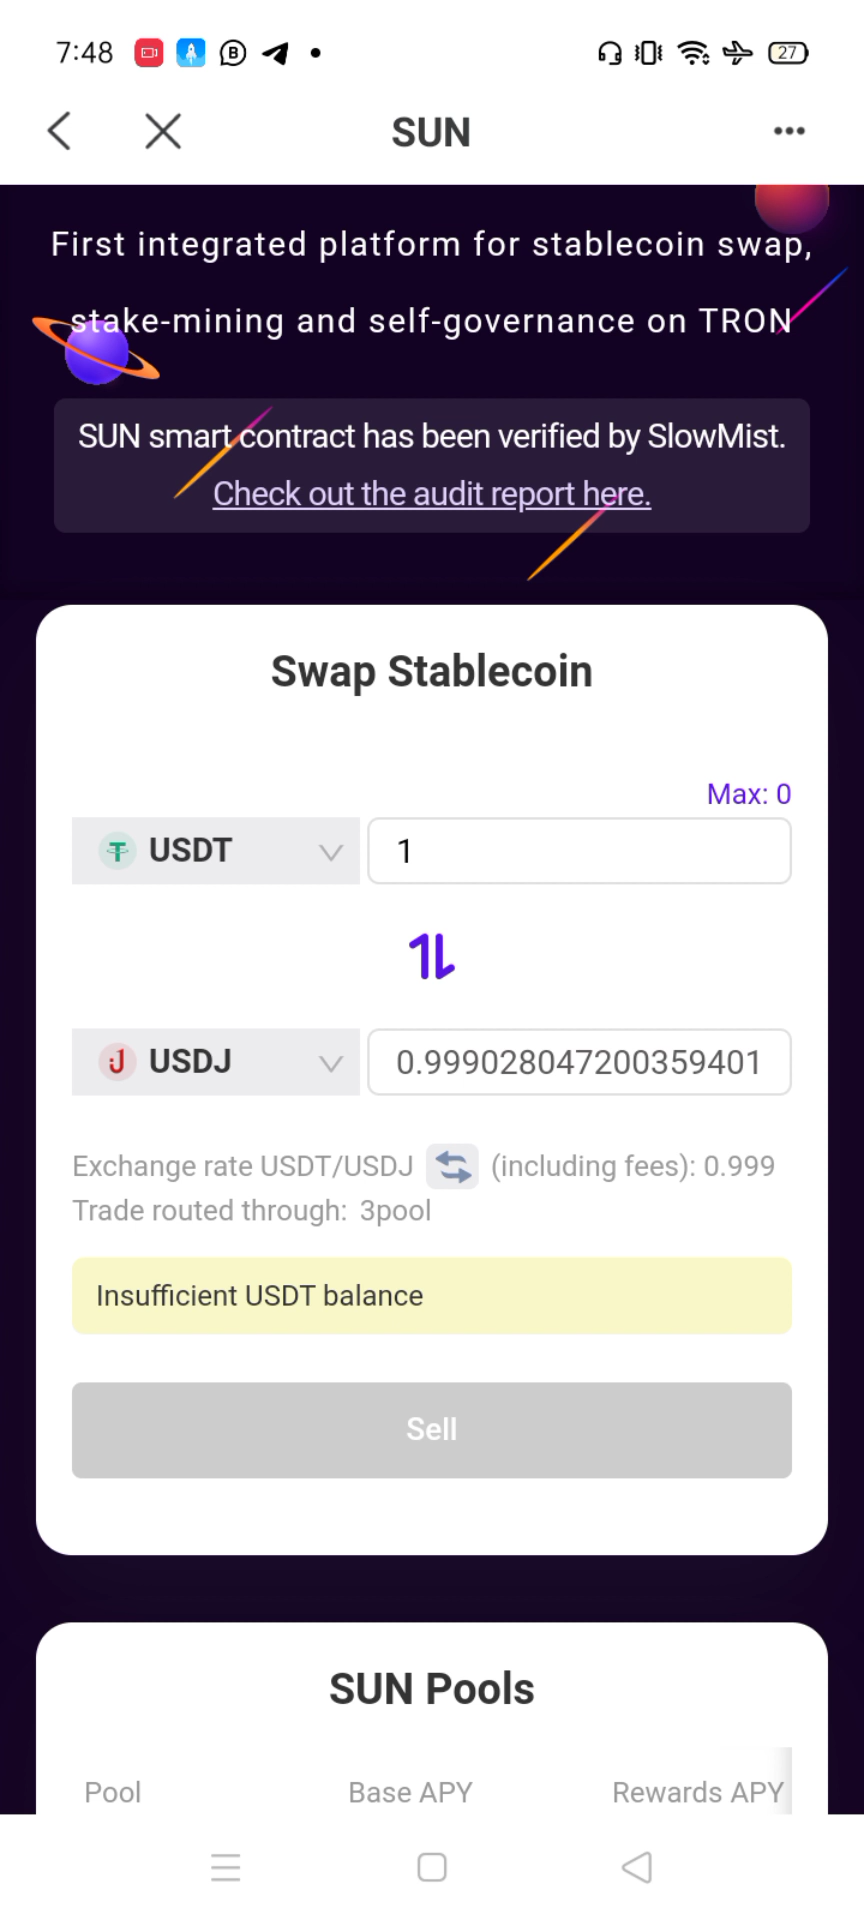 7:48
27
SUN
First integrated platform for stablecoin swap,
stake-mining and self-governance on TRON
SUN smart contract has been verified by SlowMist.
Check out the audit report here.
Swap Stablecoin
Max: 0
USDT 1
USDJ 0.999028047200359401
Exchange rate USDT/USDJ (including fees): 0.999
Trade routed through: 3pool
Insufficient USDT balance
Sell
SUN Pools
Pool Base APY Rewards APY